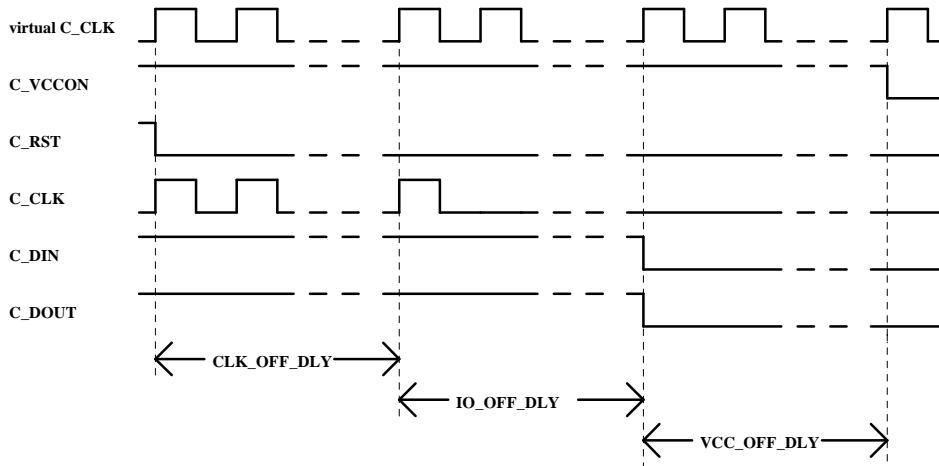 virtual C_CLK
C_VCCON
C_RST
C_CLK
C_DIN
C_DOUT
CLK_OFF_DLY
IO_OFF_DLY
VCC_OFF_DLY